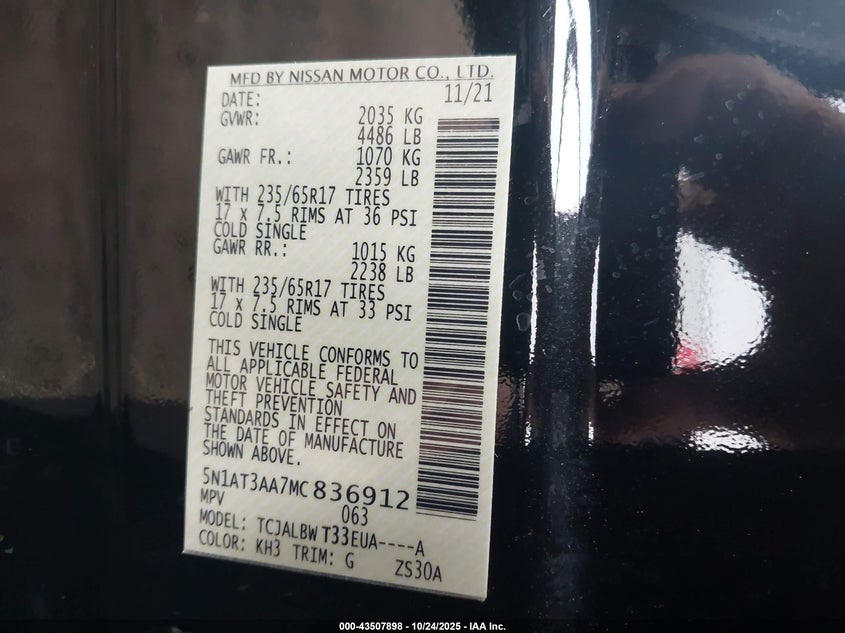 MFD BY NISSAN MOTOR CO., LTD.
DATE: 11/21
GVWR: 2035 KG
4486 LB
GAWR FR.: 1070 KG
2359 LB
WITH 235/65R17 TIRES
17 X 7.5 RIMS AT 36 PSI
COLD SINGLE
GAWR RR.: 1015 KG
2238 LB
WITH 235/65R17 TIRES
17 X 7.5 RIMS AT 33 PSI
COLD SINGLE
THIS VEHICLE CONFORMS TO
ALL APPLICABLE FEDERAL
MOTOR VEHICLE SAFETY AND
THEFT PREVENTION
STANDARDS IN EFFECT ON
THE DATE OF MANUFACTURE
SHOWN ABOVE.
5N1AT3AA7MC836912
MPV 063
MODEL: TCJALBW T33EUA----A
COLOR: KH3 TRIM: G ZS30A
000-43507898 - 10/24/2025 - IAA Inc.